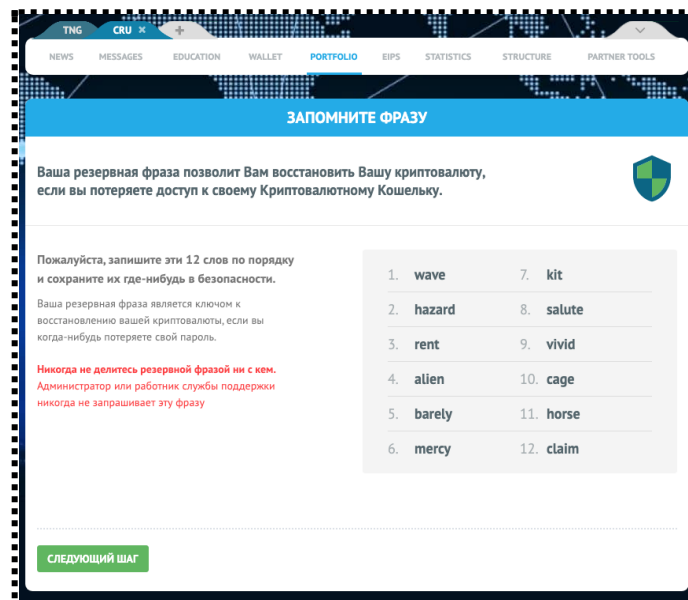 TNG CRU × +
NEWS MESSAGES EDUCATION WALLET PORTFOLIO EIPS STATISTICS STRUCTURE PARTNER TOOLS
ЗАПОМНИТЕ ФРАЗУ
Ваша резервная фраза позволит Вам восстановить Вашу криптовалюту,
если вы потеряете доступ к своему Криптовалютному Кошельку.
Пожалуйста, запишите эти 12 слов по порядку
и сохраните их где-нибудь в безопасности.
Ваша резервная фраза является ключом к
восстановлению вашей криптовалюты, если вы
когда-нибудь потеряете свой пароль.
Никогда не делитесь резервной фразой ни с кем.
Администратор или работник службы поддержки
никогда не запрашивает эту фразу
1. wave 7. kit
2. hazard 8. salute
3. rent 9. vivid
4. alien 10. cage
5. barely 11. horse
6. mercy 12. claim
СЛЕДУЮЩИЙ ШАГ